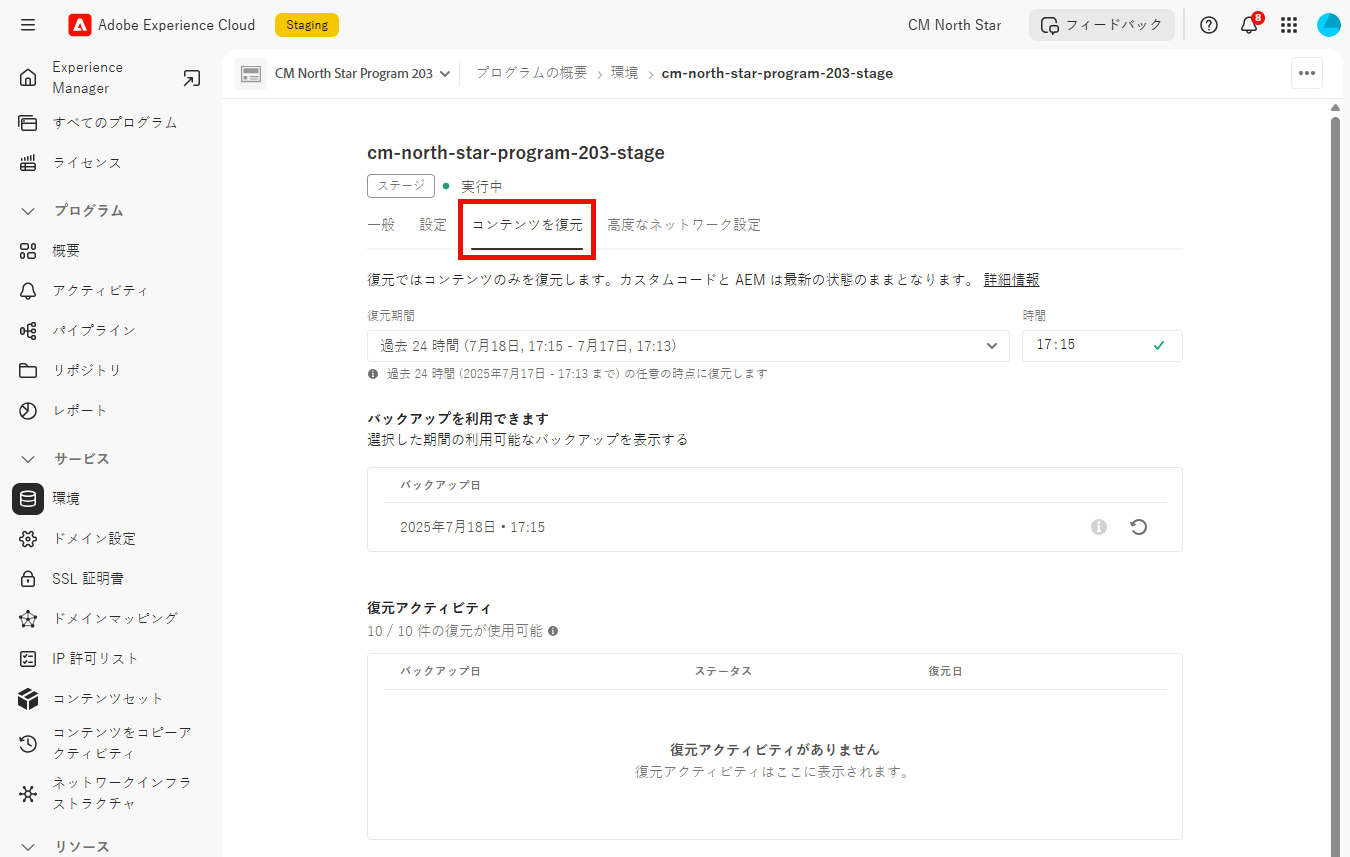 Adobe Experience Cloud
Staging
CM North Star
フィードバック
8
Experience
Manager
すべてのプログラム
ライセンス
プログラム
概要
アクティビティ
パイプライン
リポジトリ
レポート
サービス
環境
ドメイン設定
SSL 証明書
ドメインマッピング
IP 許可リスト
コンテンツセット
コンテンツをコピーア
クティビティ
ネットワークインフラ
ストラクチャ
リソース
CM North Star Program 203
プログラムの概要 › 環境 › cm-north-star-program-203-stage
cm-north-star-program-203-stage
ステージ
実行中
一般
設定
コンテンツを復元
高度なネットワーク設定
復元ではコンテンツのみを復元します。カスタムコードと AEM は最新の状態のままとなります。 詳細情報
復元期間
時間
過去 24 時間 (7月18日, 17:15 - 7月17日, 17:13)
17:15
過去 24 時間 (2025年7月17日 - 17:13 まで) の任意の時点に復元します
バックアップを利用できます
選択した期間の利用可能なバックアップを表示する
バックアップ日
2025年7月18日 • 17:15
復元アクティビティ
10 / 10 件の復元が使用可能
バックアップ日
ステータス
復元日
復元アクティビティがありません
復元アクティビティはここに表示されます。